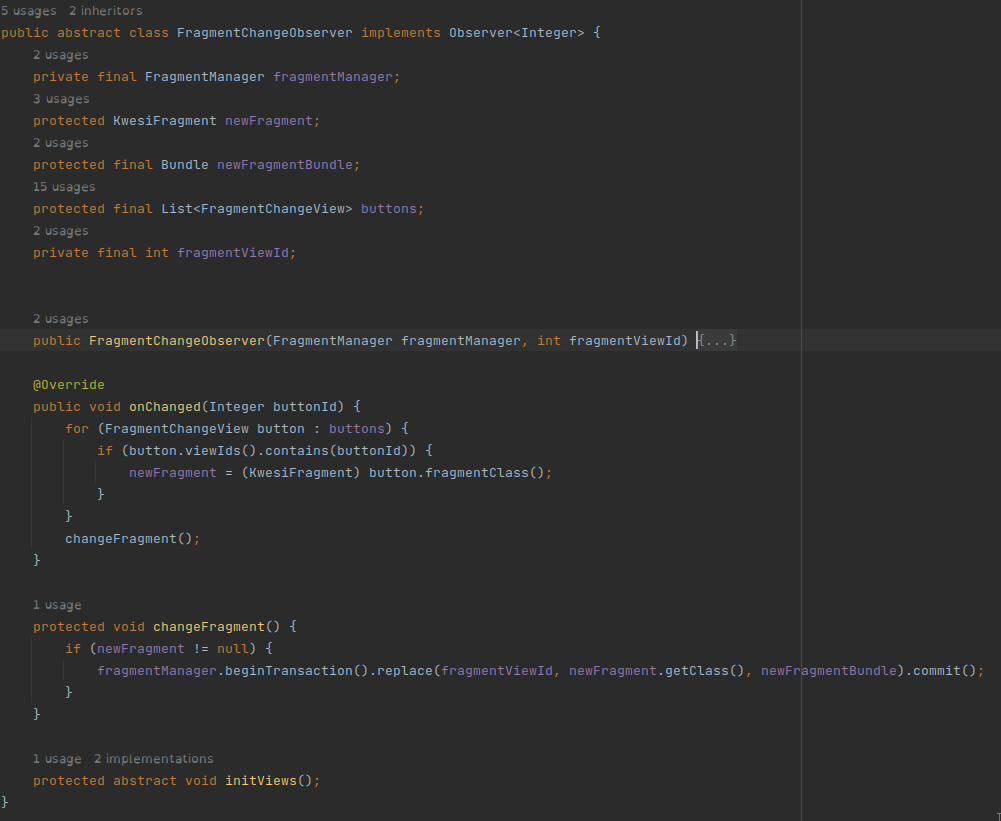 5 usages   2 inheritors
public abstract class FragmentChangeObserver implements Observer<Integer> {
    2 usages
    private final FragmentManager fragmentManager;
    3 usages
    protected KwesiFragment newFragment;
    2 usages
    protected final Bundle newFragmentBundle;
    15 usages
    protected final List<FragmentChangeView> buttons;
    2 usages
    private final int fragmentViewId;
    2 usages
    public FragmentChangeObserver(FragmentManager fragmentManager, int fragmentViewId) {...}
    @Override
    public void onChanged(Integer buttonId) {
        for (FragmentChangeView button : buttons) {
            if (button.viewIds().contains(buttonId)) {
                newFragment = (KwesiFragment) button.fragmentClass();
            }
        }
        changeFragment();
    }
    1 usage
    protected void changeFragment() {
        if (newFragment != null) {
            fragmentManager.beginTransaction().replace(fragmentViewId, newFragment.getClass(), newFragmentBundle).commit();
        }
    }
    1 usage   2 implementations
    protected abstract void initViews();
}